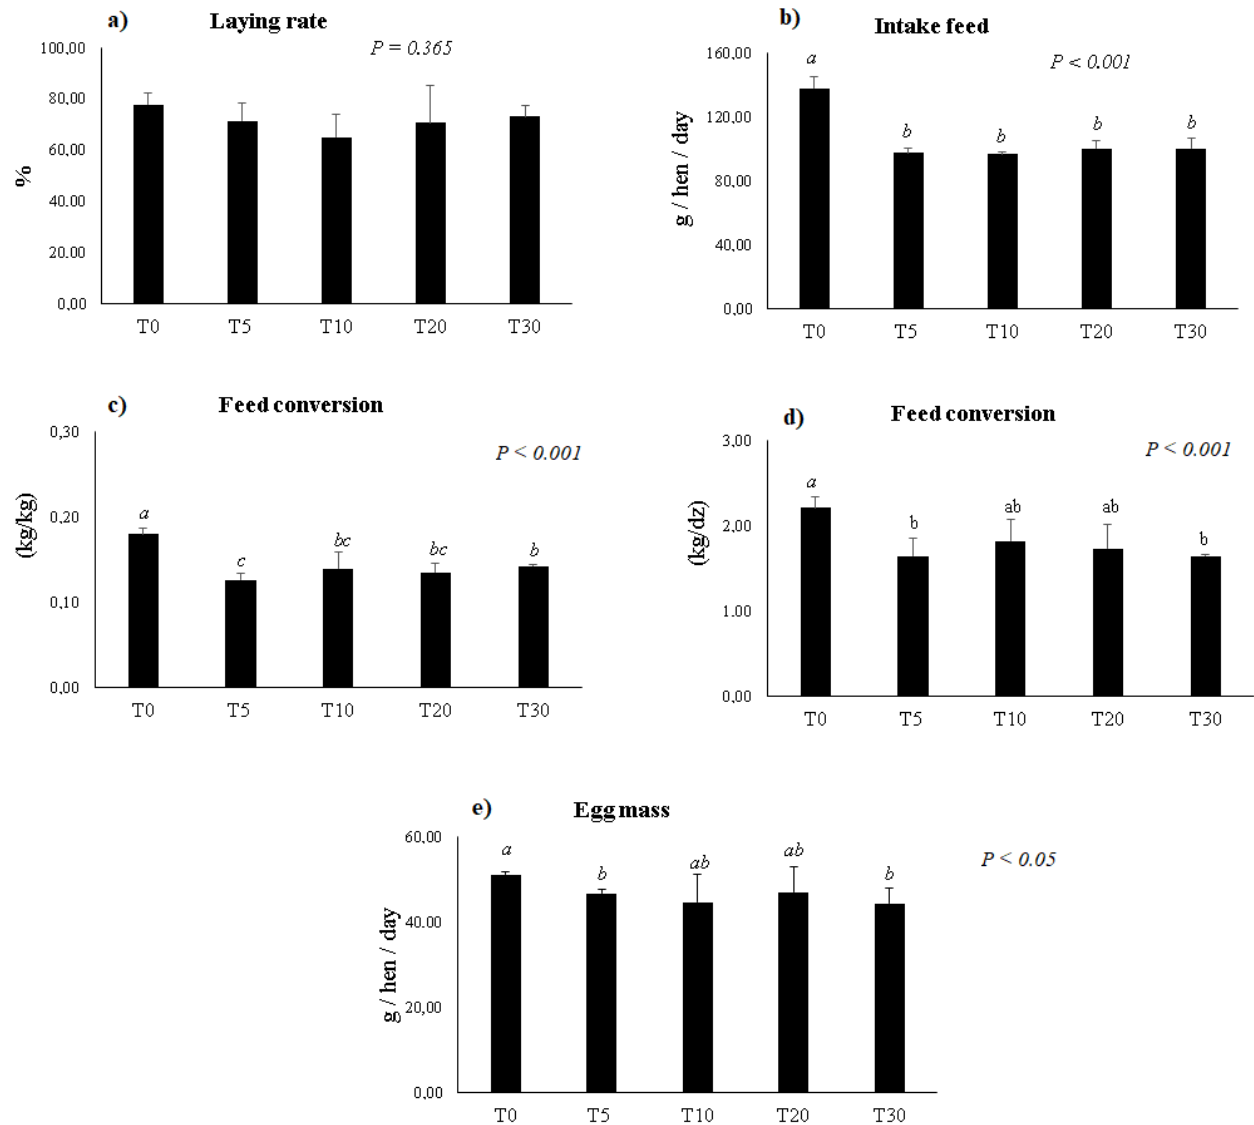 a) Laying rate
P = 0.365
100,00
80,00
60,00
40,00
20,00
0,00
%
T0 T5 T10 T20 T30
b) Intake feed
P < 0.001
160,00
120,00
80,00
40,00
0,00
g / hen / day
a b b b b
T0 T5 T10 T20 T30
c) Feed conversion
P < 0.001
0,30
0,20
0,10
0,00
(kg/kg)
a c bc bc b
T0 T5 T10 T20 T30
d) Feed conversion
P < 0.001
3,00
2,00
1,00
0,00
(kg/dz)
a b ab ab b
T0 T5 T10 T20 T30
e) Egg mass
P < 0.05
60,00
40,00
20,00
0,00
g / hen / day
a b ab ab b
T0 T5 T10 T20 T30